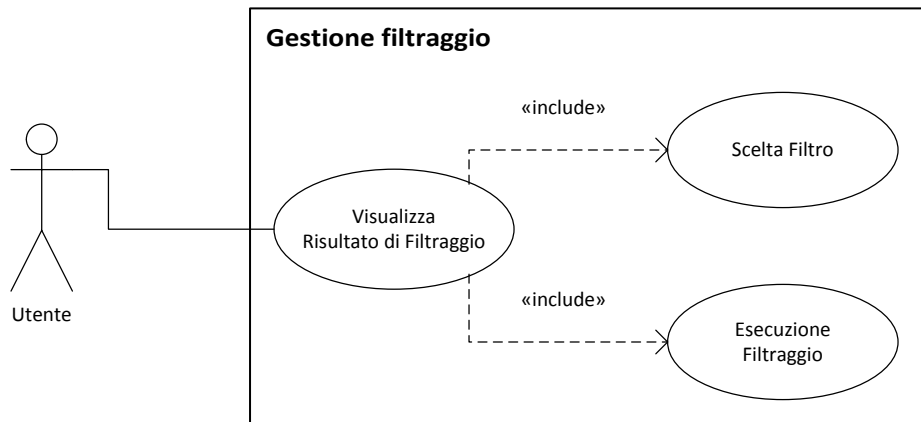 Gestione filtraggio
«include»
Scelta Filtro
Visualizza
Risultato di Filtraggio
«include»
Utente
Esecuzione
Filtraggio